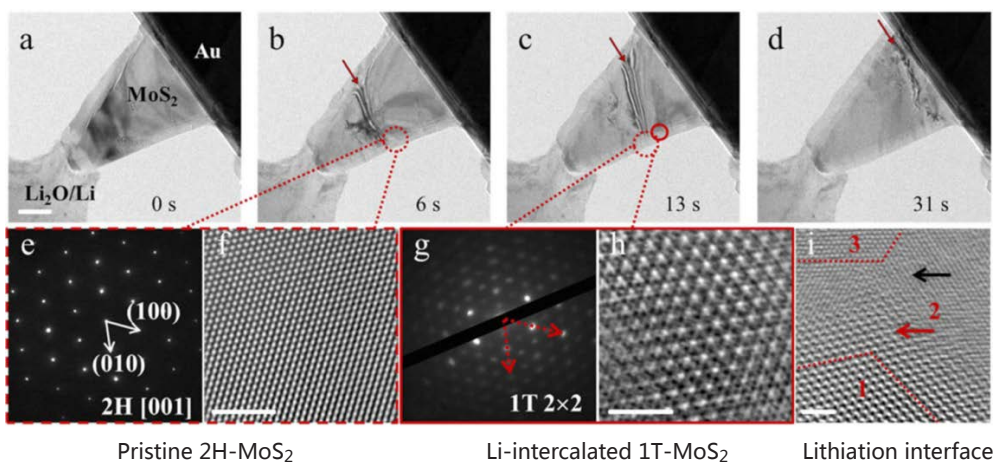 a
Au
MoS₂
Li₂O/Li
0 s
b
6 s
c
13 s
d
31 s
e
(100)
(010)
2H [001]
f
g
1T 2×2
h
i
3
2
1
Pristine 2H-MoS₂
Li-intercalated 1T-MoS₂
Lithiation interface